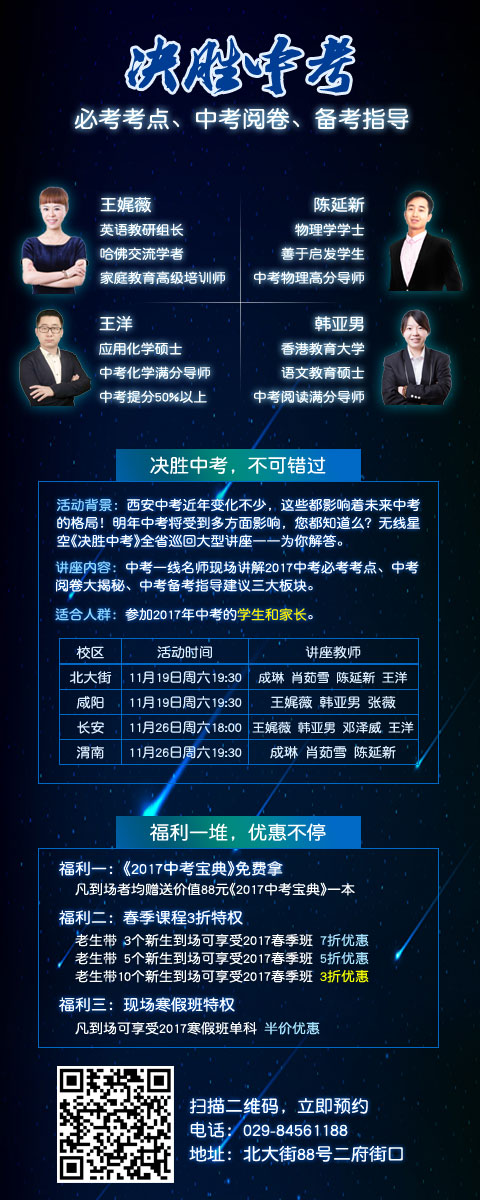 决胜中考
必考考点、中考阅卷、备考指导
王娓薇
英语教研组长
哈佛交流学者
家庭教育高级培训师
陈延新
物理学学士
善于启发学生
中考物理高分导师
王洋
应用化学硕士
中考化学满分导师
中考提分50%以上
韩亚男
香港教育大学
语文教育硕士
中考阅读满分导师
决胜中考，不可错过
活动背景：西安中考近年变化不少，这些都影响着未来中考
的格局！明年中考将受到多方面影响，您都知道么？无线星
空《决胜中考》全省巡回大型讲座——为你解答。
讲座内容：中考一线名师现场讲解2017中考必考考点、中考
阅卷大揭秘、中考备考指导建议三大板块。
适合人群：参加2017年中考的学生和家长。
校区 活动时间 讲座教师
北大街 11月19日周六19:30 成琳 肖茹雪 陈延新 王洋
咸阳 11月19日周六19:30 王娓薇 韩亚男 张薇
长安 11月26日周六18:00 王娓薇 韩亚男 邓泽威 王洋
渭南 11月26日周六19:30 成琳 肖茹雪 陈延新
福利一堆，优惠不停
福利一：《2017中考宝典》免费拿
凡到场者均赠送价值88元《2017中考宝典》一本
福利二：春季课程3折特权
老生带 3个新生到场可享受2017春季班 7折优惠
老生带 5个新生到场可享受2017春季班 5折优惠
老生带10个新生到场可享受2017春季班 3折优惠
福利三：现场寒假班特权
凡到场可享受2017寒假班单科 半价优惠
扫描二维码，立即预约
电话：029-84561188
地址：北大街88号二府街口